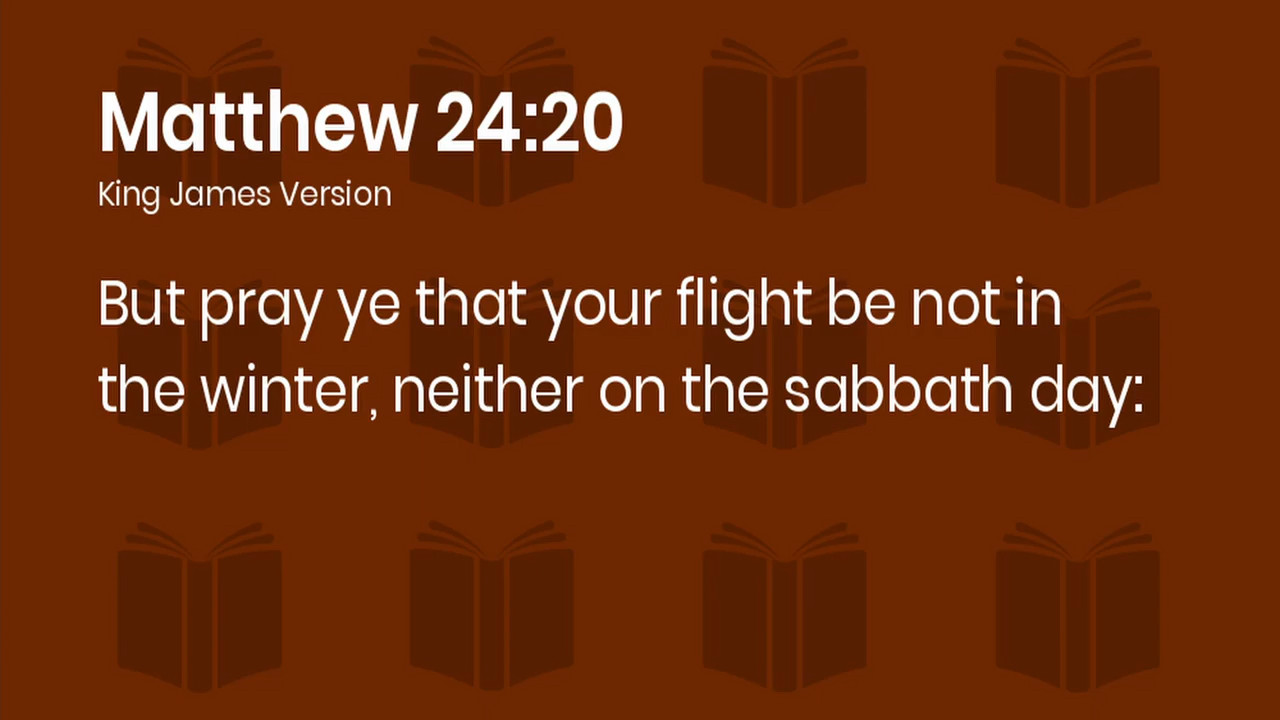 Matthew 24:20
King James Version
But pray ye that your flight be not in
the winter, neither on the sabbath day: